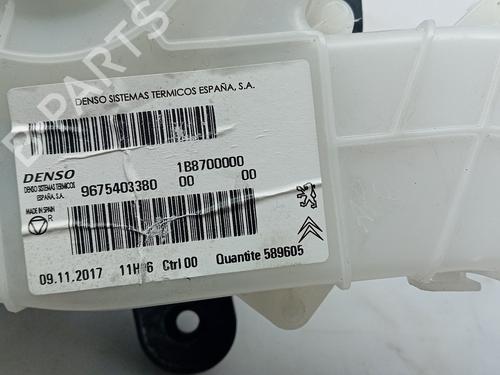 DENSO SISTEMAS TERMICOS ESPAÑA, S.A.
DENSO
DENSO SISTEMAS TERMICOS
ESPAÑA, S.A.
1B8700000
9675403380 00 00
MADE IN SPAIN
R
09.11.2017 Ctrl 00 Quantite 589605
PARTS